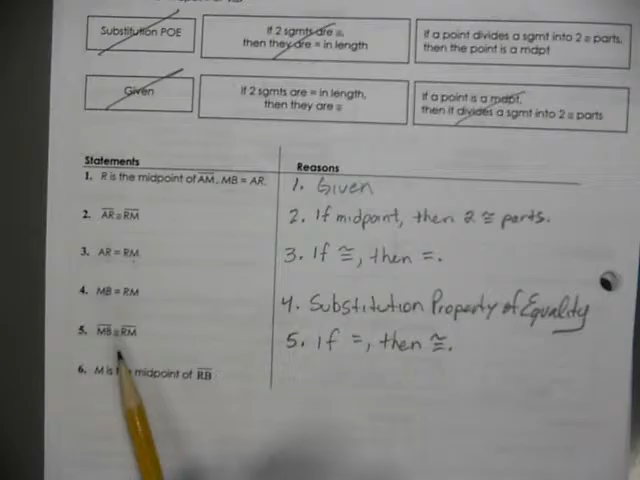 Substitution POE
If 2 sgmts are ≅,
then they are = in length
If a point divides a sgmt into 2 ≅ parts,
then the point is a mdpt
Given
If 2 sgmts are = in length,
then they are ≅
If a point is a mdpt,
then it divides a sgmt into 2 ≅ parts
Statements
Reasons
1. R is the midpoint of AM, MB = AR.
1. Given
2. AR ≅ RM
2. If midpoint, then 2 ≅ parts.
3. AR = RM
3. If ≅, then =.
4. MB = RM
4. Substitution Property of Equality
5. MB ≅ RM
5. If =, then ≅.
6. M is midpoint of RB